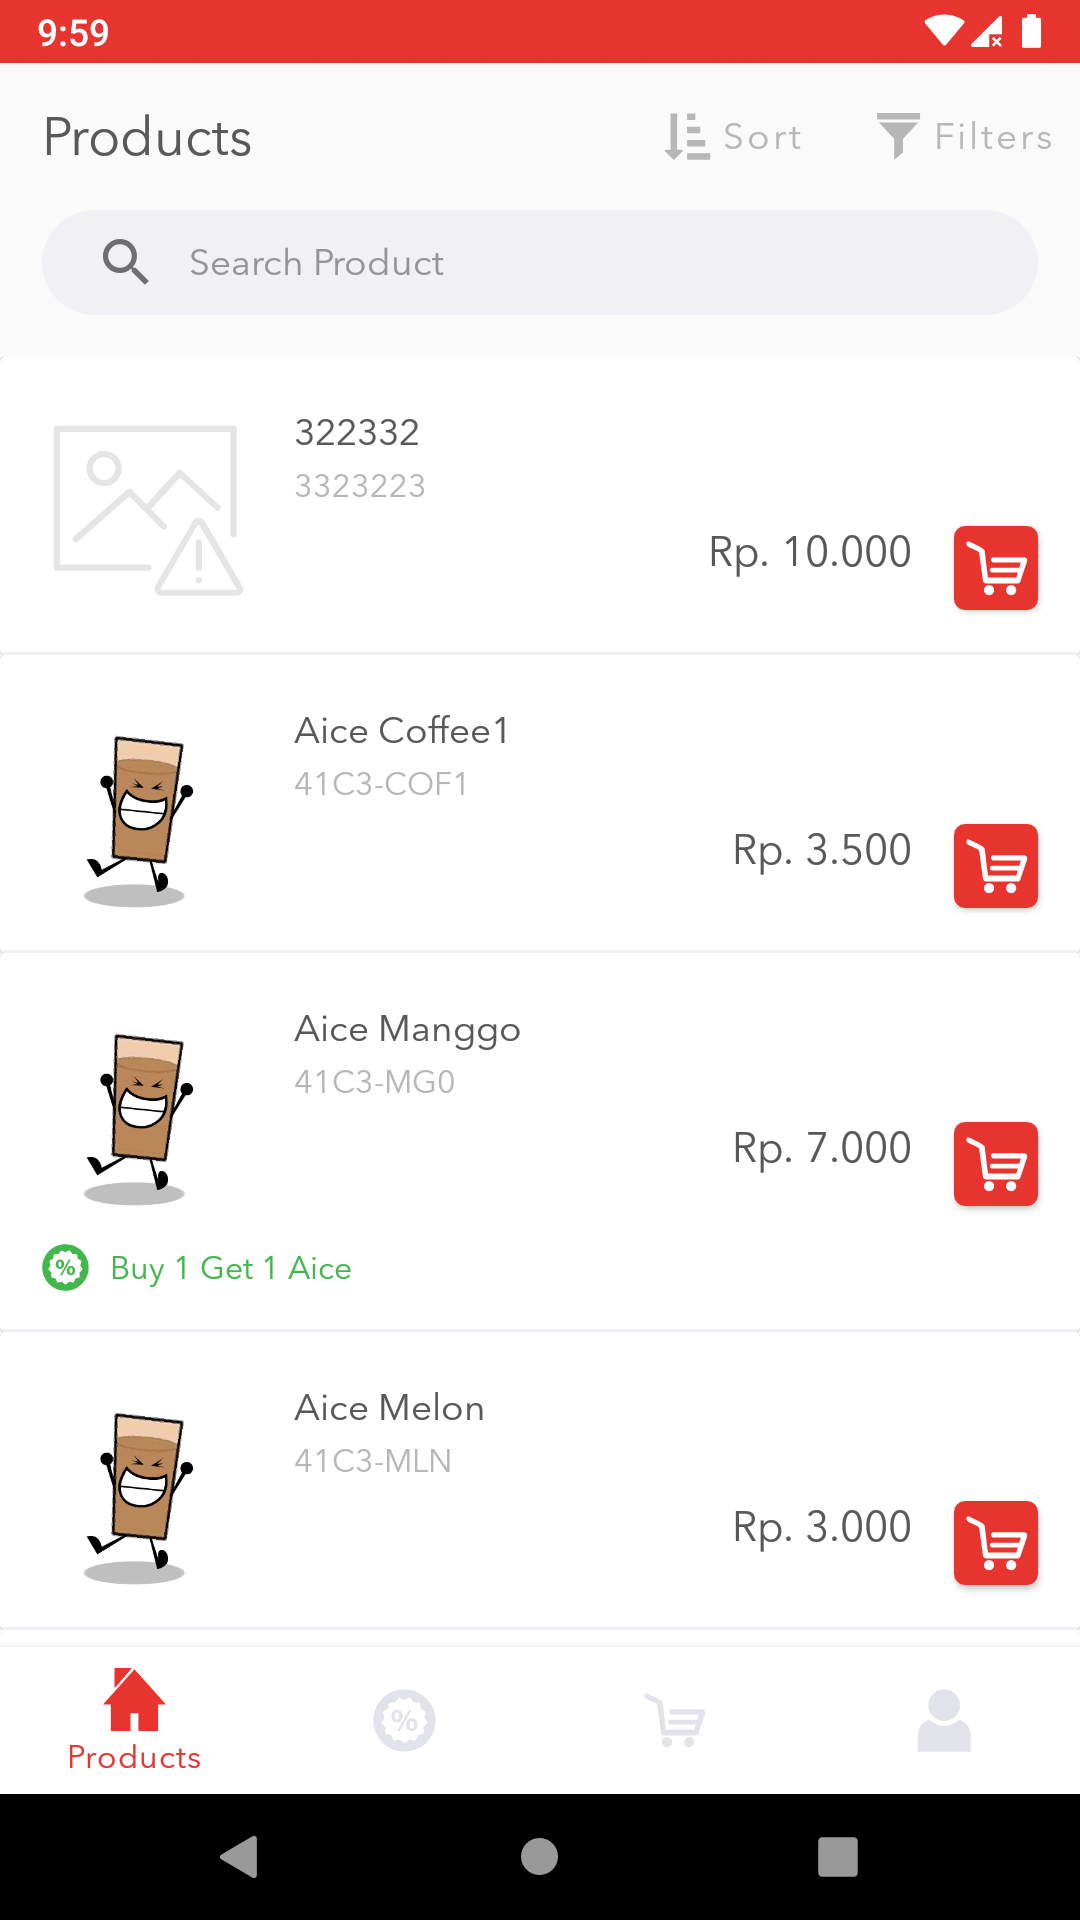 9:59
Products
Sort
Filters
Search Product
322332
3323223
Rp. 10.000
Aice Coffee1
41C3-COF1
Rp. 3.500
Aice Manggo
41C3-MG0
Rp. 7.000
% Buy 1 Get 1 Aice
Aice Melon
41C3-MLN
Rp. 3.000
%
Products